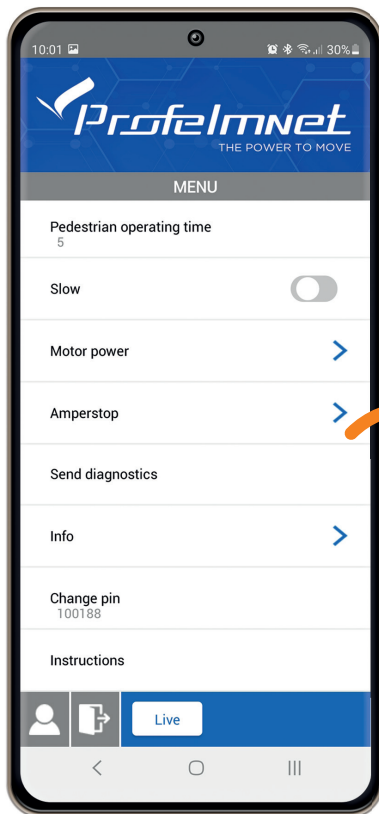 10:01 30%
Profelmnet
THE POWER TO MOVE
MENU
Pedestrian operating time
5
Slow
Motor power
Amperstop
Send diagnostics
Info
Change pin
100188
Instructions
Live